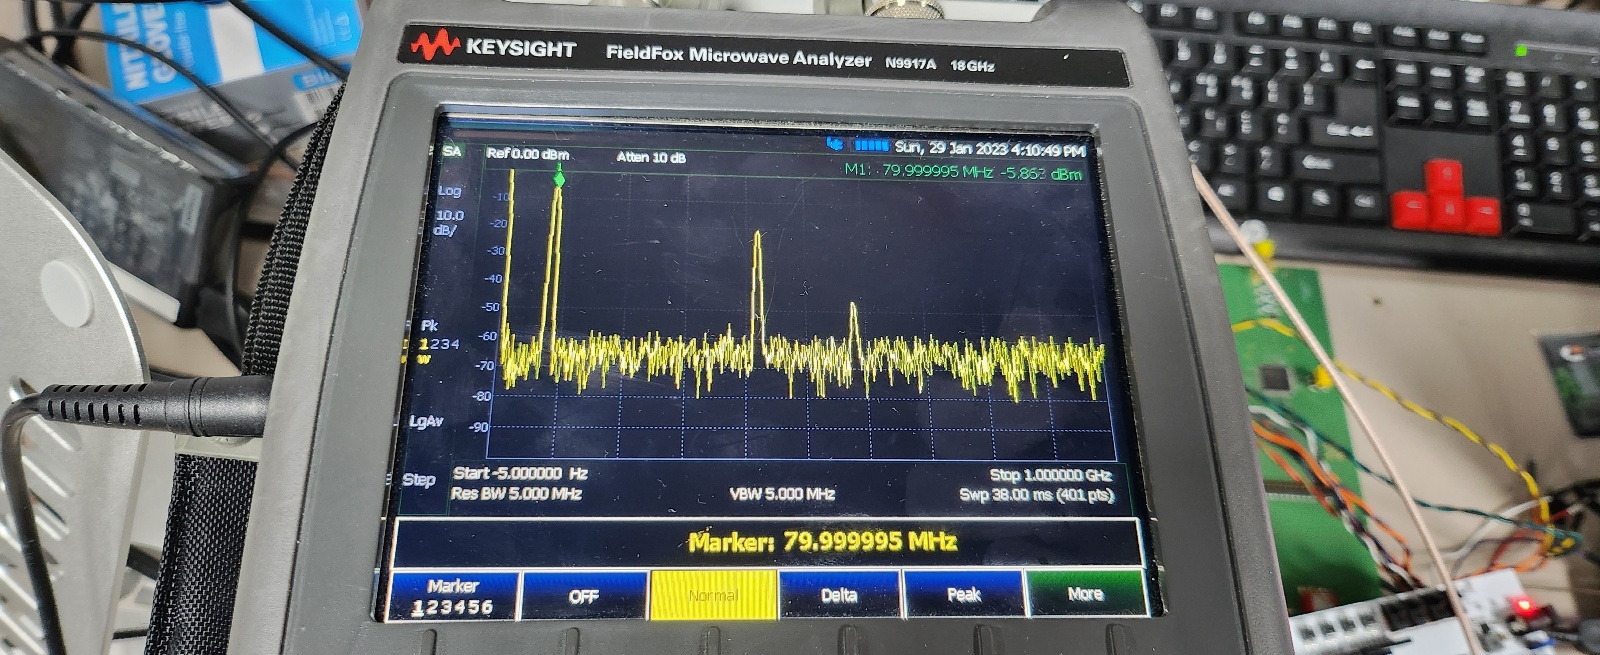 NITRILE
GLOVE
KEYSIGHT FieldFox Microwave Analyzer N9917A 18GHz
Sun, 29 Jan 2023 4:10:49 PM
SA Ref 0.00 dBm Atten 10 dB
M1: 79.999995 MHz -5.863 dBm
Log
10.0
dB/
-10
-20
-30
-40
-50
-60
-70
-80
-90
Pk
1234
W
LgAv
Step
Start -5.000000 Hz Stop 1.000000 GHz
Res BW 5.000 MHz VBW 5.000 MHz Swp 38.00 ms (401 pts)
Marker: 79.999995 MHz
Marker
123456
OFF
Normal
Delta
Peak
More